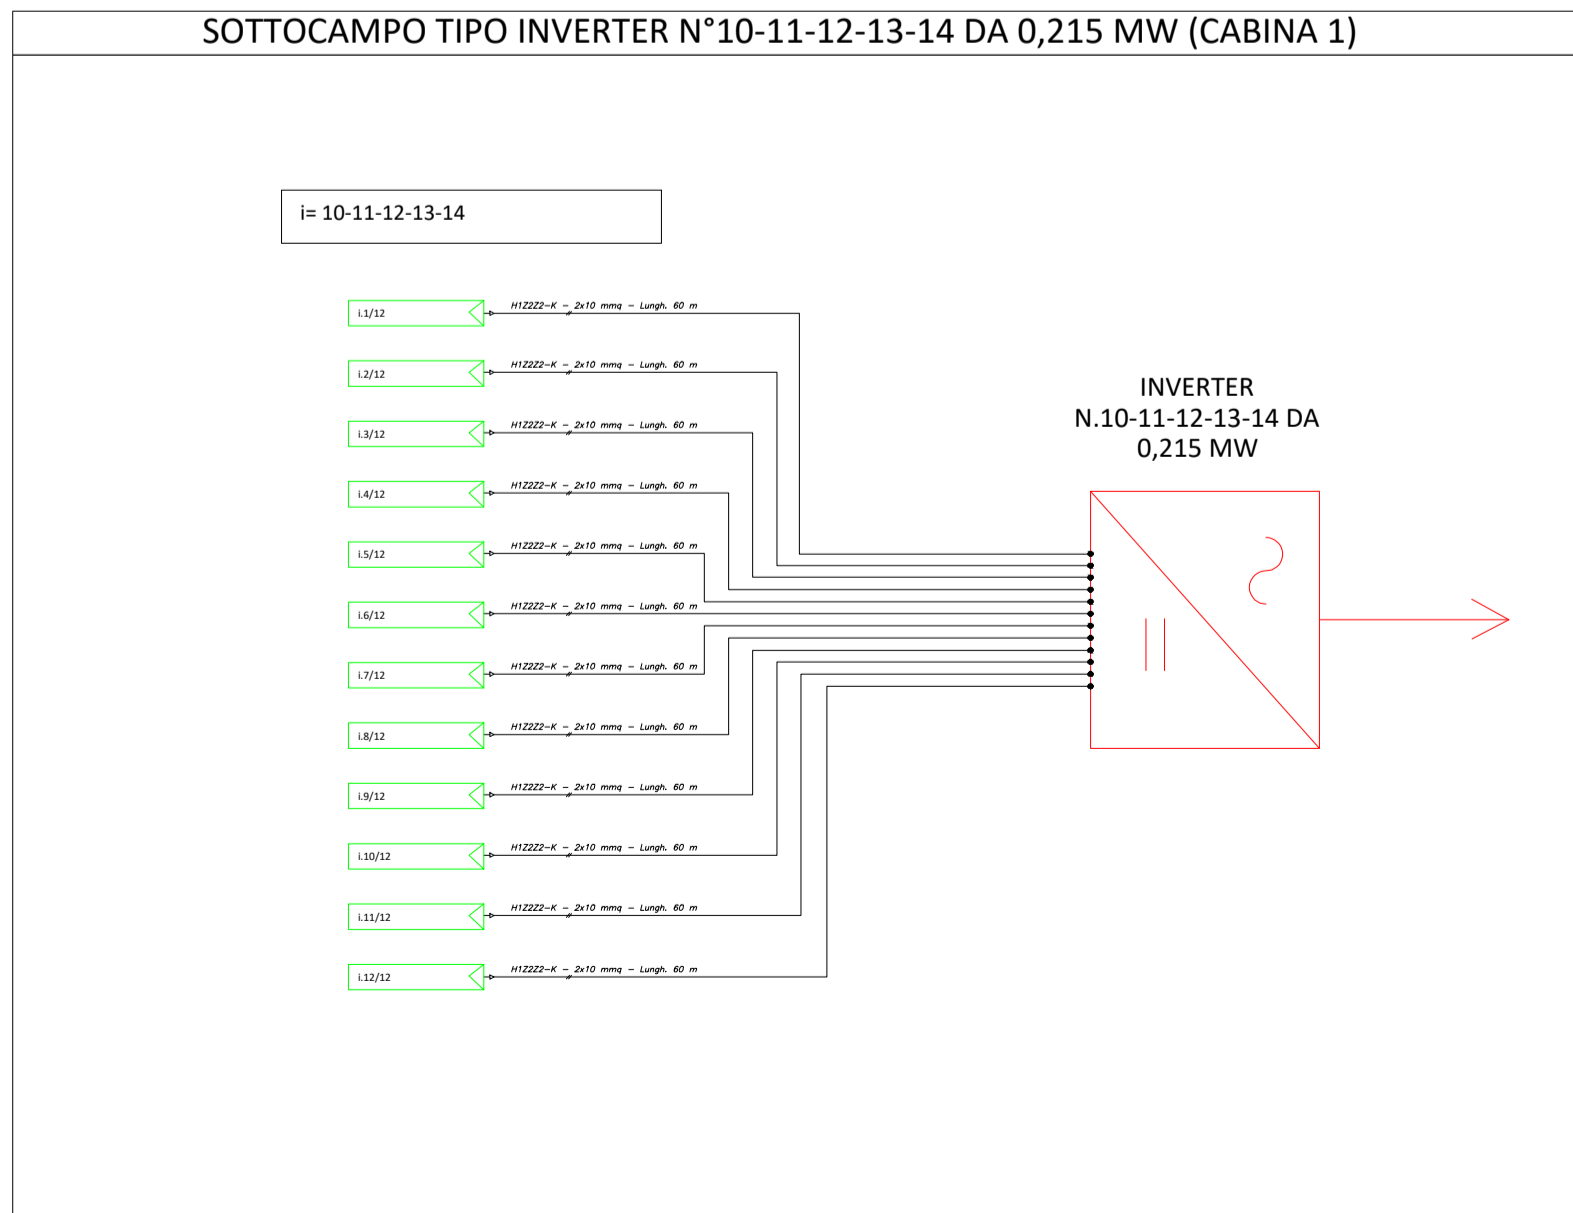 SOTTOCAMPO TIPO INVERTER N°10-11-12-13-14 DA 0,215 MW (CABINA 1)
i= 10-11-12-13-14
i.1/12
H1Z2Z2-K - 2x10 mmq - Lungh. 60 m
i.2/12
H1Z2Z2-K - 2x10 mmq - Lungh. 60 m
i.3/12
H1Z2Z2-K - 2x10 mmq - Lungh. 60 m
i.4/12
H1Z2Z2-K - 2x10 mmq - Lungh. 60 m
i.5/12
H1Z2Z2-K - 2x10 mmq - Lungh. 60 m
i.6/12
H1Z2Z2-K - 2x10 mmq - Lungh. 60 m
i.7/12
H1Z2Z2-K - 2x10 mmq - Lungh. 60 m
i.8/12
H1Z2Z2-K - 2x10 mmq - Lungh. 60 m
i.9/12
H1Z2Z2-K - 2x10 mmq - Lungh. 60 m
i.10/12
H1Z2Z2-K - 2x10 mmq - Lungh. 60 m
i.11/12
H1Z2Z2-K - 2x10 mmq - Lungh. 60 m
i.12/12
H1Z2Z2-K - 2x10 mmq - Lungh. 60 m
INVERTER
N.10-11-12-13-14 DA
0,215 MW